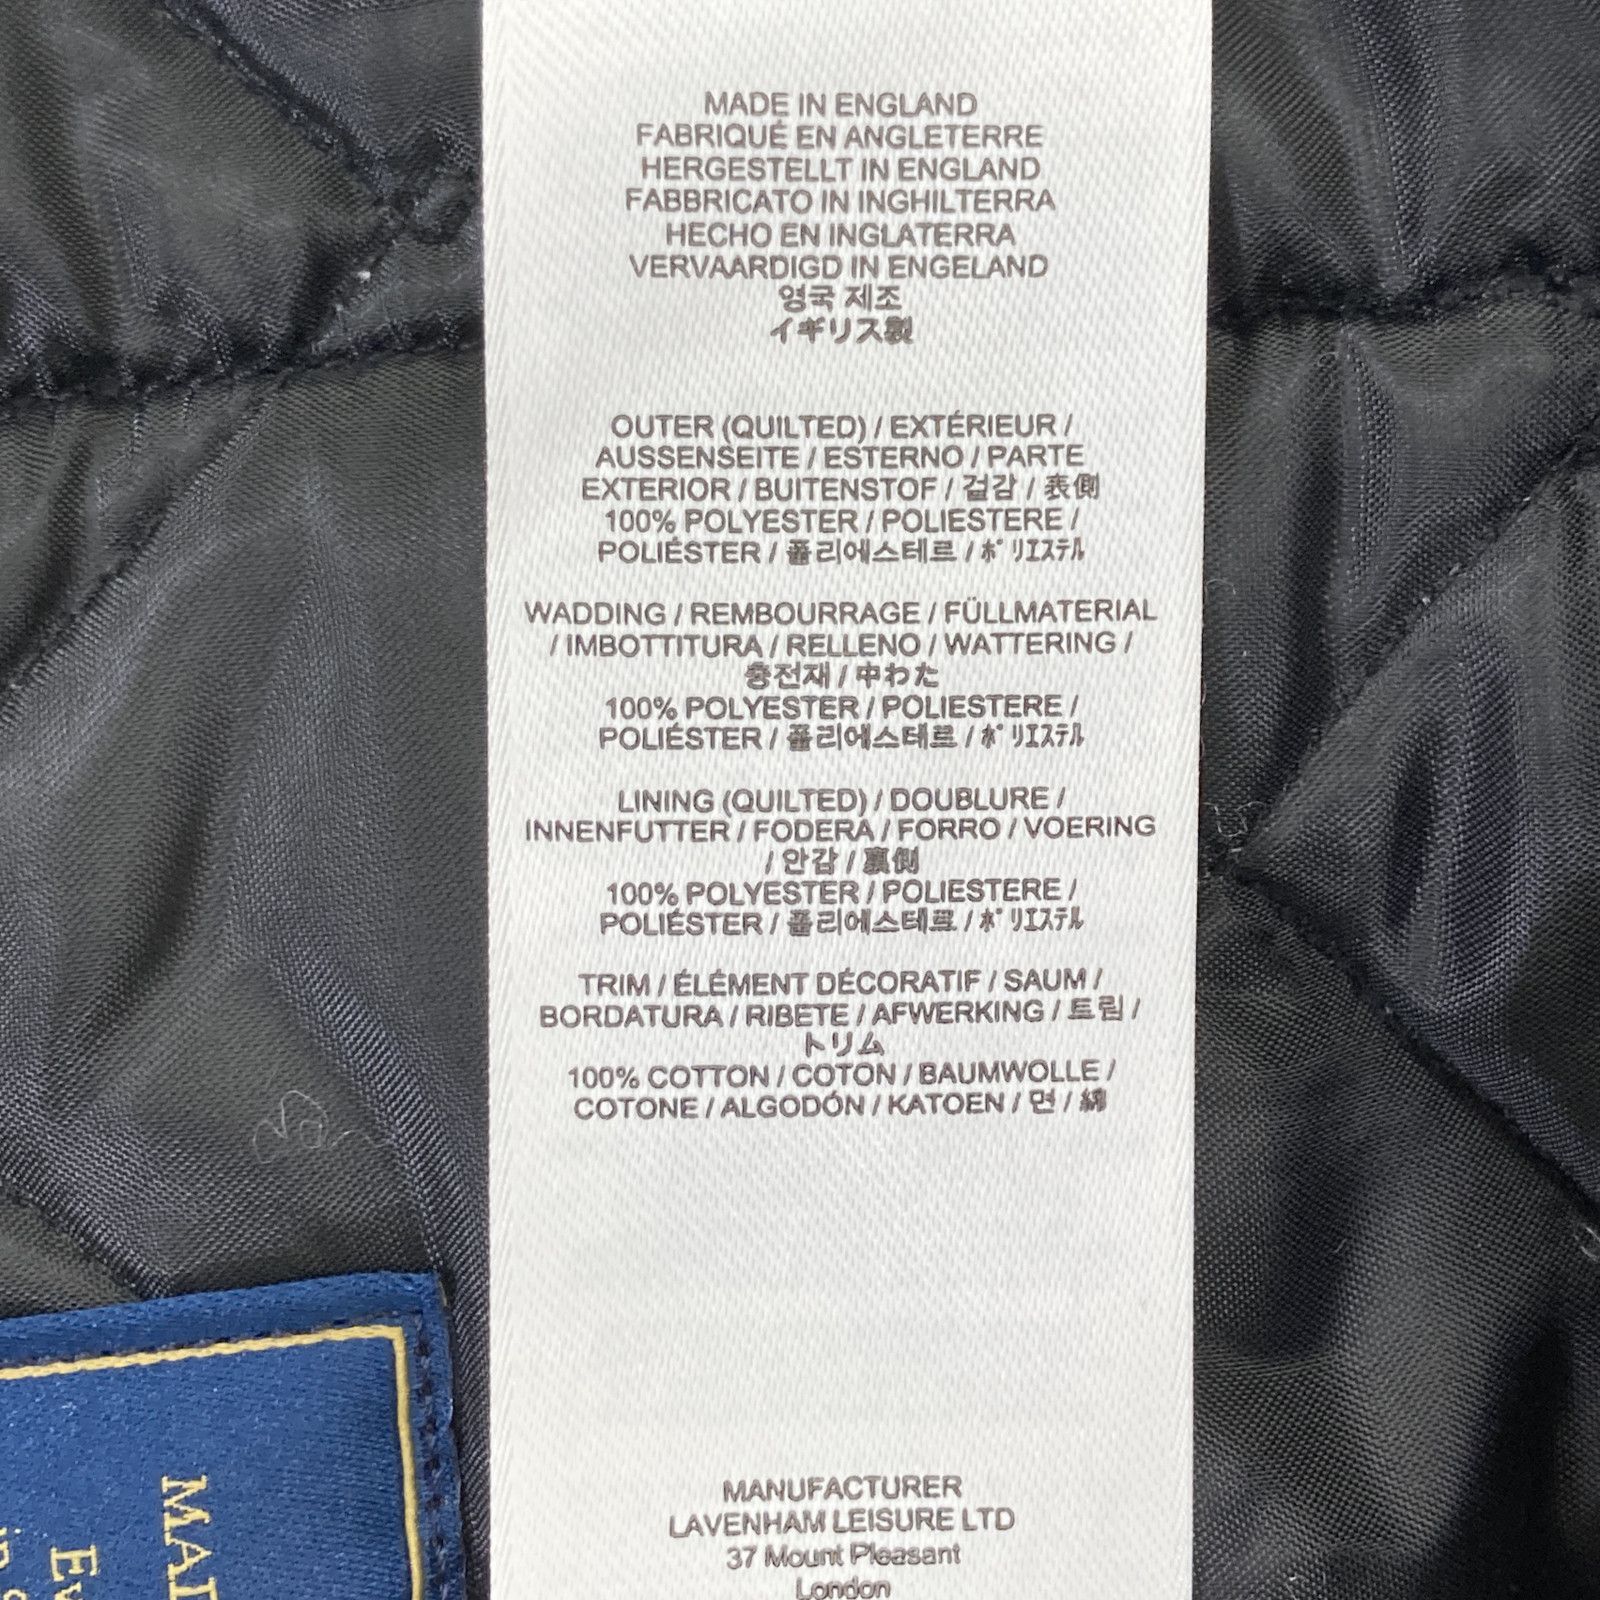 MADE IN ENGLAND
FABRIQUÉ EN ANGLETERRE
HERGESTELLT IN ENGLAND
FABBRICATO IN INGHILTERRA
HECHO EN INGLATERRA
VERVAARDIGD IN ENGELAND
영국 제조
イギリス製
OUTER (QUILTED) / EXTÉRIEUR /
AUSSENSEITE / ESTERNO / PARTE
EXTERIOR / BUITENSTOF / 겉감 / 表側
100% POLYESTER / POLIESTERE /
POLIÉSTER / 폴리에스테르 / ﾎﾟﾘｴｽﾃﾙ
WADDING / REMBOURRAGE / FÜLLMATERIAL
/ IMBOTTITURA / RELLENO / WATTERING /
충전재 / 中わた
100% POLYESTER / POLIESTERE /
POLIÉSTER / 폴리에스테르 / ﾎﾟﾘｴｽﾃﾙ
LINING (QUILTED) / DOUBLURE /
INNENFUTTER / FODERA / FORRO / VOERING
/ 안감 / 裏側
100% POLYESTER / POLIESTERE /
POLIÉSTER / 폴리에스테르 / ﾎﾟﾘｴｽﾃﾙ
TRIM / ÉLÉMENT DÉCORATIF / SAUM /
BORDATURA / RIBETE / AFWERKING / 트림 /
トリム
100% COTTON / COTON / BAUMWOLLE /
COTONE / ALGODÓN / KATOEN / 면 / 綿
MANUFACTURER
LAVENHAM LEISURE LTD
37 Mount Pleasant
London